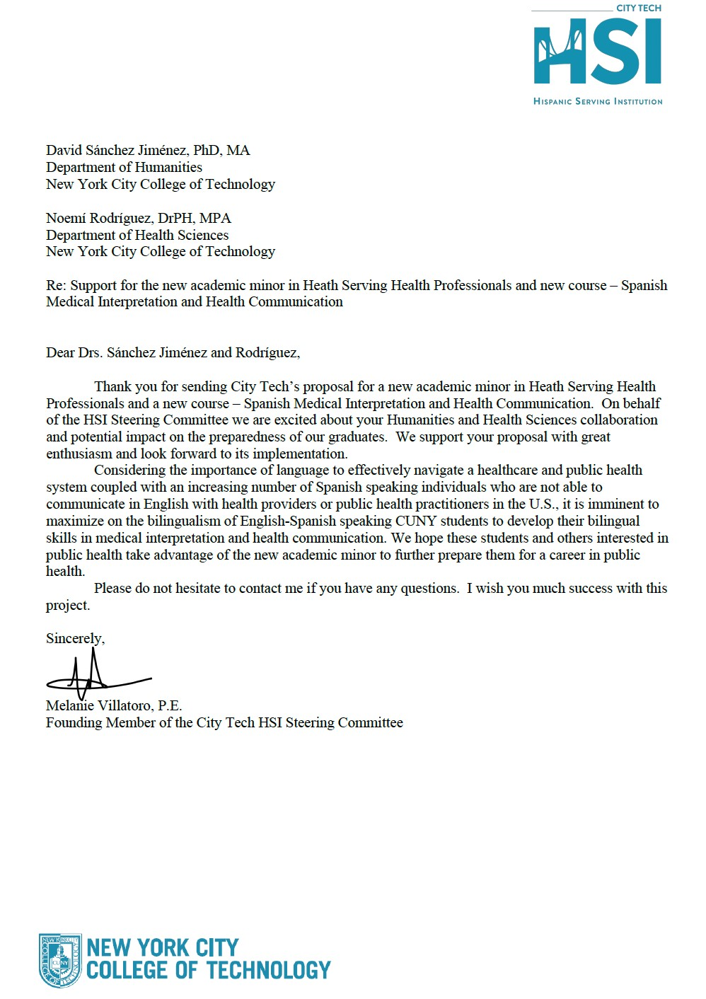 CITY TECH
HSI
HISPANIC SERVING INSTITUTION
David Sánchez Jiménez, PhD, MA
Department of Humanities
New York City College of Technology
Noemí Rodríguez, DrPH, MPA
Department of Health Sciences
New York City College of Technology
Re: Support for the new academic minor in Heath Serving Health Professionals and new course – Spanish
Medical Interpretation and Health Communication
Dear Drs. Sánchez Jiménez and Rodríguez,
Thank you for sending City Tech’s proposal for a new academic minor in Heath Serving Health
Professionals and a new course – Spanish Medical Interpretation and Health Communication.  On behalf
of the HSI Steering Committee we are excited about your Humanities and Health Sciences collaboration
and potential impact on the preparedness of our graduates.  We support your proposal with great
enthusiasm and look forward to its implementation.
Considering the importance of language to effectively navigate a healthcare and public health
system coupled with an increasing number of Spanish speaking individuals who are not able to
communicate in English with health providers or public health practitioners in the U.S., it is imminent to
maximize on the bilingualism of English-Spanish speaking CUNY students to develop their bilingual
skills in medical interpretation and health communication. We hope these students and others interested in
public health take advantage of the new academic minor to further prepare them for a career in public
health.
Please do not hesitate to contact me if you have any questions.  I wish you much success with this
project.
Sincerely,
Melanie Villatoro, P.E.
Founding Member of the City Tech HSI Steering Committee
NEW YORK CITY
COLLEGE OF TECHNOLOGY
CUNY
NEW YORK CITY
COLLEGE OF TECHNOLOGY